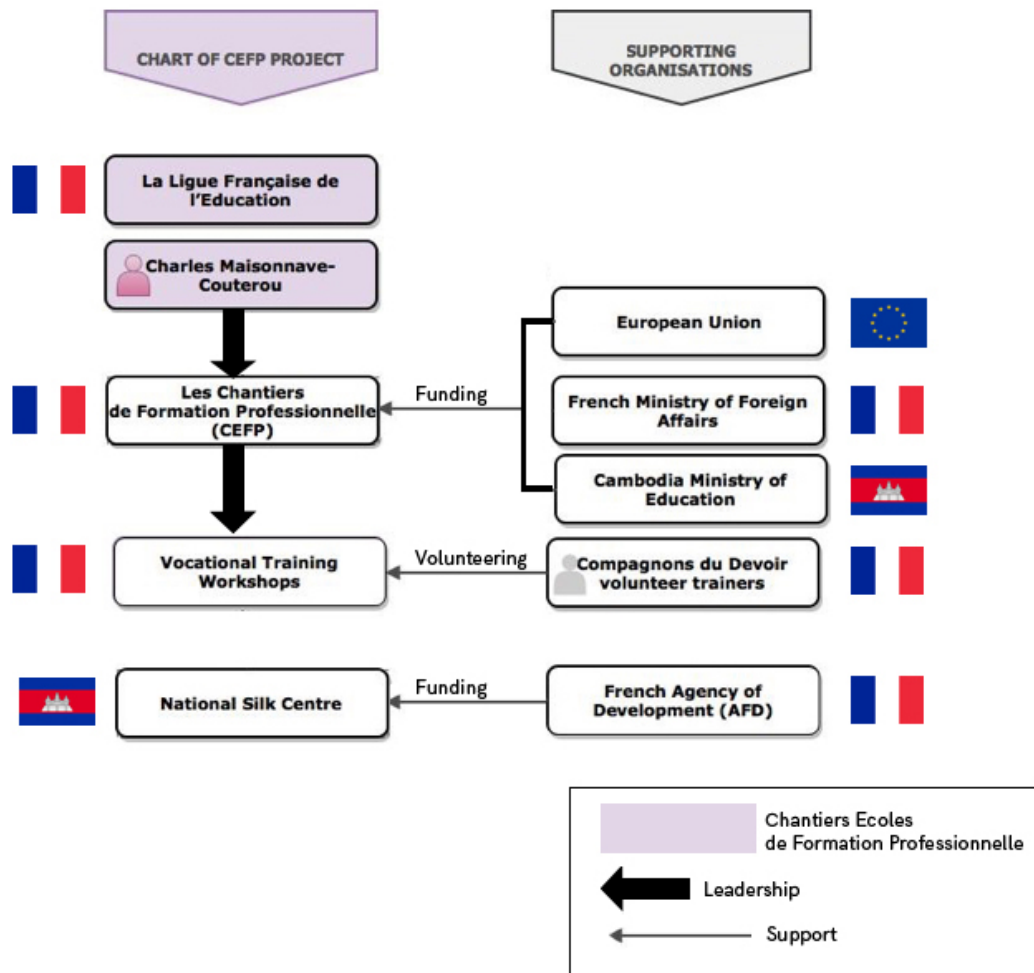 CHART OF CEFP PROJECT
SUPPORTING
ORGANISATIONS
La Ligue Française de
l'Education
Charles Maisonnave-
Couterou
European Union
Les Chantiers
de Formation Professionnelle
(CEFP)
Funding
French Ministry of Foreign
Affairs
Cambodia Ministry of
Education
Vocational Training
Workshops
Volunteering
Compagnons du Devoir
volunteer trainers
National Silk Centre
Funding
French Agency of
Development (AFD)
Chantiers Ecoles
de Formation Professionnelle
Leadership
Support